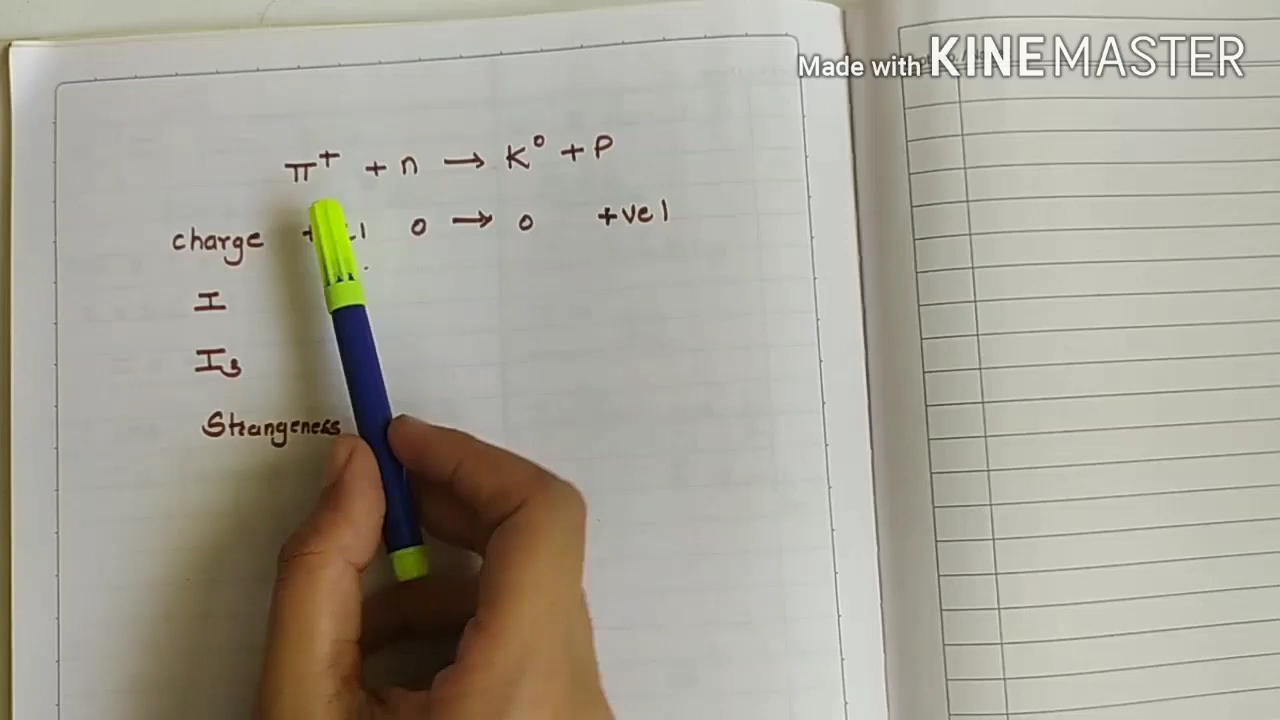 Made with KINEMASTER
π⁺ + n → K⁰ + P
charge 0 → 0 +ve1
I
I₃
Strangeness